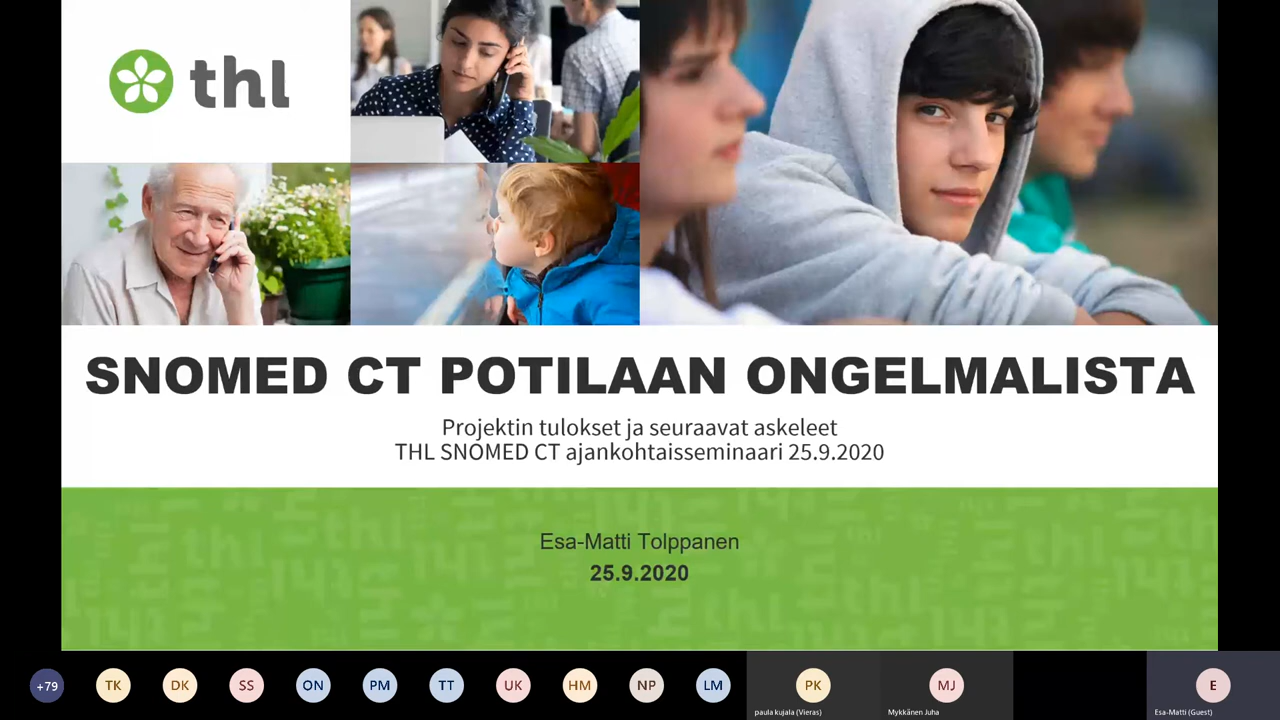 thl
SNOMED CT POTILAAN ONGELMALISTA
Projektin tulokset ja seuraavat askeleet
THL SNOMED CT ajankohtaisseminaari 25.9.2020
Esa-Matti Tolppanen
25.9.2020
+79
TK
DK
SS
ON
PM
TT
UK
HM
NP
LM
PK
MJ
E
paula kujala (Vieras)
Mykkänen Juha
Esa-Matti (Guest)